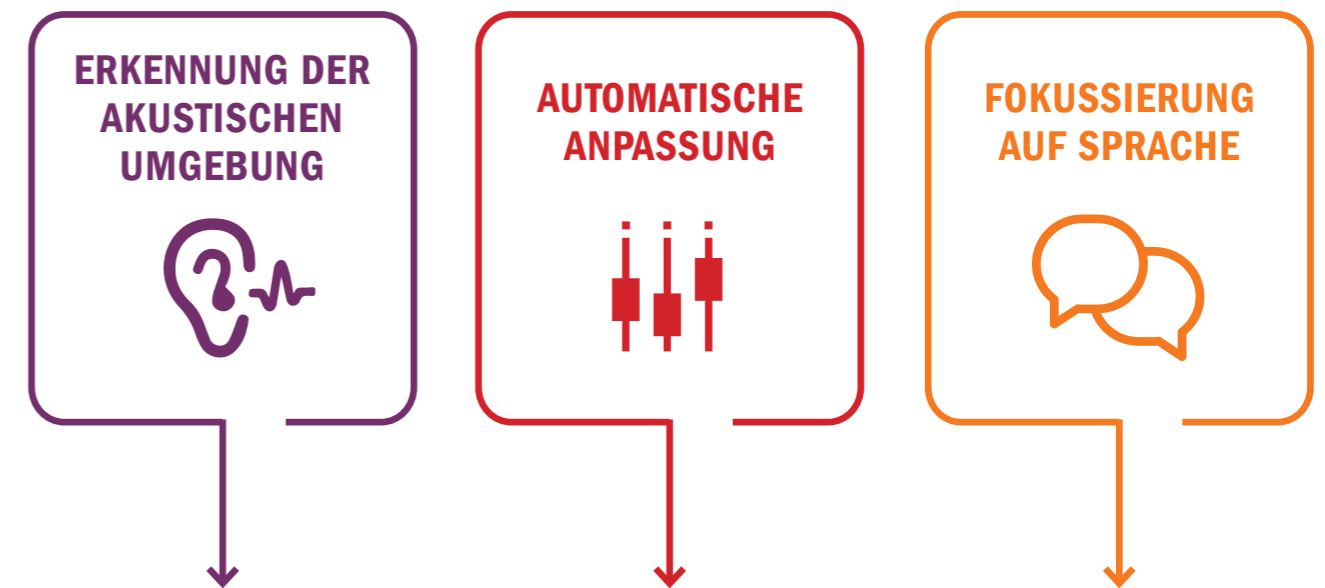 ERKENNUNG DER
AKUSTISCHEN
UMGEBUNG
AUTOMATISCHE
ANPASSUNG
FOKUSSIERUNG
AUF SPRACHE